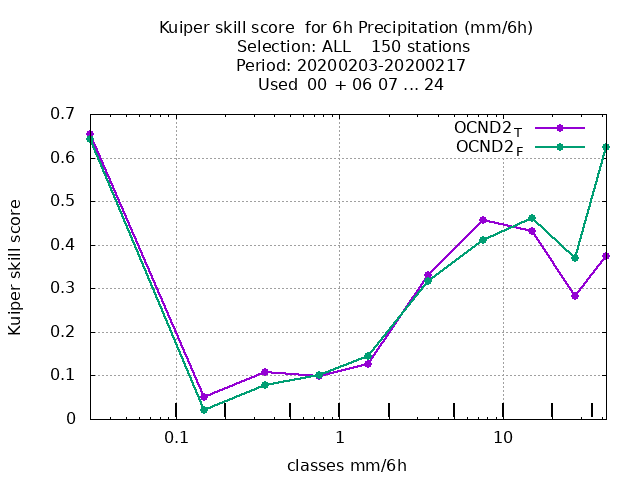 Kuiper skill score  for 6h Precipitation (mm/6h)
Selection: ALL    150 stations
Period: 20200203-20200217
Used  00 + 06 07 ... 24
OCND2T
OCND2F
0.7
0.6
0.5
0.4
0.3
0.2
0.1
0
Kuiper skill score
0.1 1 10
classes mm/6h